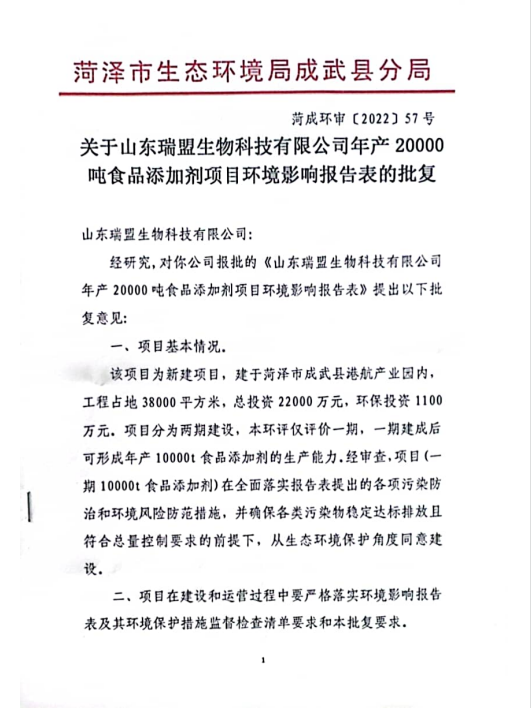 菏泽市生态环境局成武县分局
菏成环审〔2022〕57号
关于山东瑞盟生物科技有限公司年产20000
吨食品添加剂项目环境影响报告表的批复
山东瑞盟生物科技有限公司:
经研究,对你公司报批的《山东瑞盟生物科技有限公司
年产20000吨食品添加剂项目环境影响报告表》提出以下批
复意见:
一、项目基本情况。
该项目为新建项目,建于菏泽市成武县港航产业园内,
工程占地38000平方米,总投资22000万元,环保投资1100
万元。项目分为两期建设,本环评仅评价一期,一期建成后
可形成年产10000t食品添加剂的生产能力。经审查,项目(一
期10000t食品添加剂)在全面落实报告表提出的各项污染防
治和环境风险防范措施,并确保各类污染物稳定达标排放且
符合总量控制要求的前提下,从生态环境保护角度同意建
设。
二、项目在建设和运营过程中要严格落实环境影响报告
表及其环境保护措施监督检查清单要求和本批复要求。
1